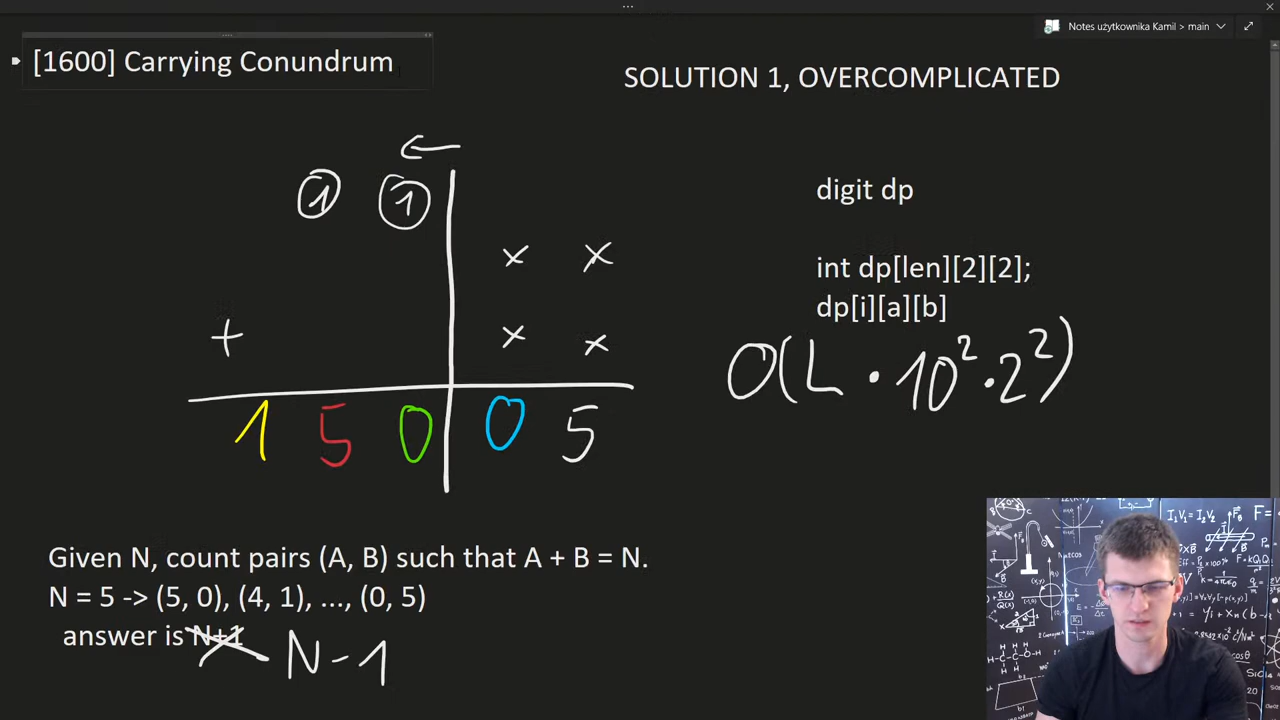 Notes użytkownika Kamil > main
[1600] Carrying Conundrum
SOLUTION 1, OVERCOMPLICATED
←
1 1
digit dp
x x
int dp[len][2][2];
dp[i][a][b]
+ x x
O(L · 10² · 2²)
1 5 0 0 5
Given N, count pairs (A, B) such that A + B = N.
N = 5 -> (5, 0), (4, 1), ..., (0, 5)
answer is N+1 N-1